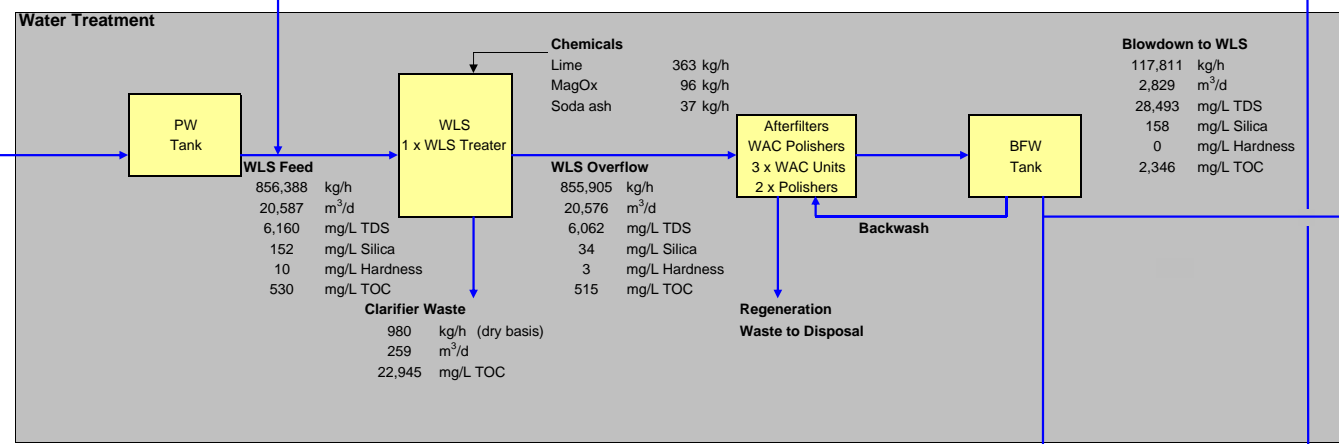 Water Treatment
PW
Tank
WLS Feed
856,388 kg/h
20,587 m³/d
6,160 mg/L TDS
152 mg/L Silica
10 mg/L Hardness
530 mg/L TOC
WLS
1 x WLS Treater
Chemicals
Lime 363 kg/h
MagOx 96 kg/h
Soda ash 37 kg/h
Clarifier Waste
980 kg/h (dry basis)
259 m³/d
22,945 mg/L TOC
WLS Overflow
855,905 kg/h
20,576 m³/d
6,062 mg/L TDS
34 mg/L Silica
3 mg/L Hardness
515 mg/L TOC
Afterfilters
WAC Polishers
3 x WAC Units
2 x Polishers
Regeneration
Waste to Disposal
Backwash
BFW
Tank
Blowdown to WLS
117,811 kg/h
2,829 m³/d
28,493 mg/L TDS
158 mg/L Silica
0 mg/L Hardness
2,346 mg/L TOC